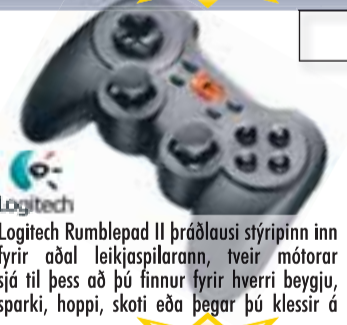 Logitech
Logitech Rumblepad II þráðlausi stýripinn inn
fyrir aðal leikjaspilarann, tveir mótorar
sjá til þess að þú finnur fyrir hverri beygju,
sparki, hoppi, skoti eða þegar þú klessir á